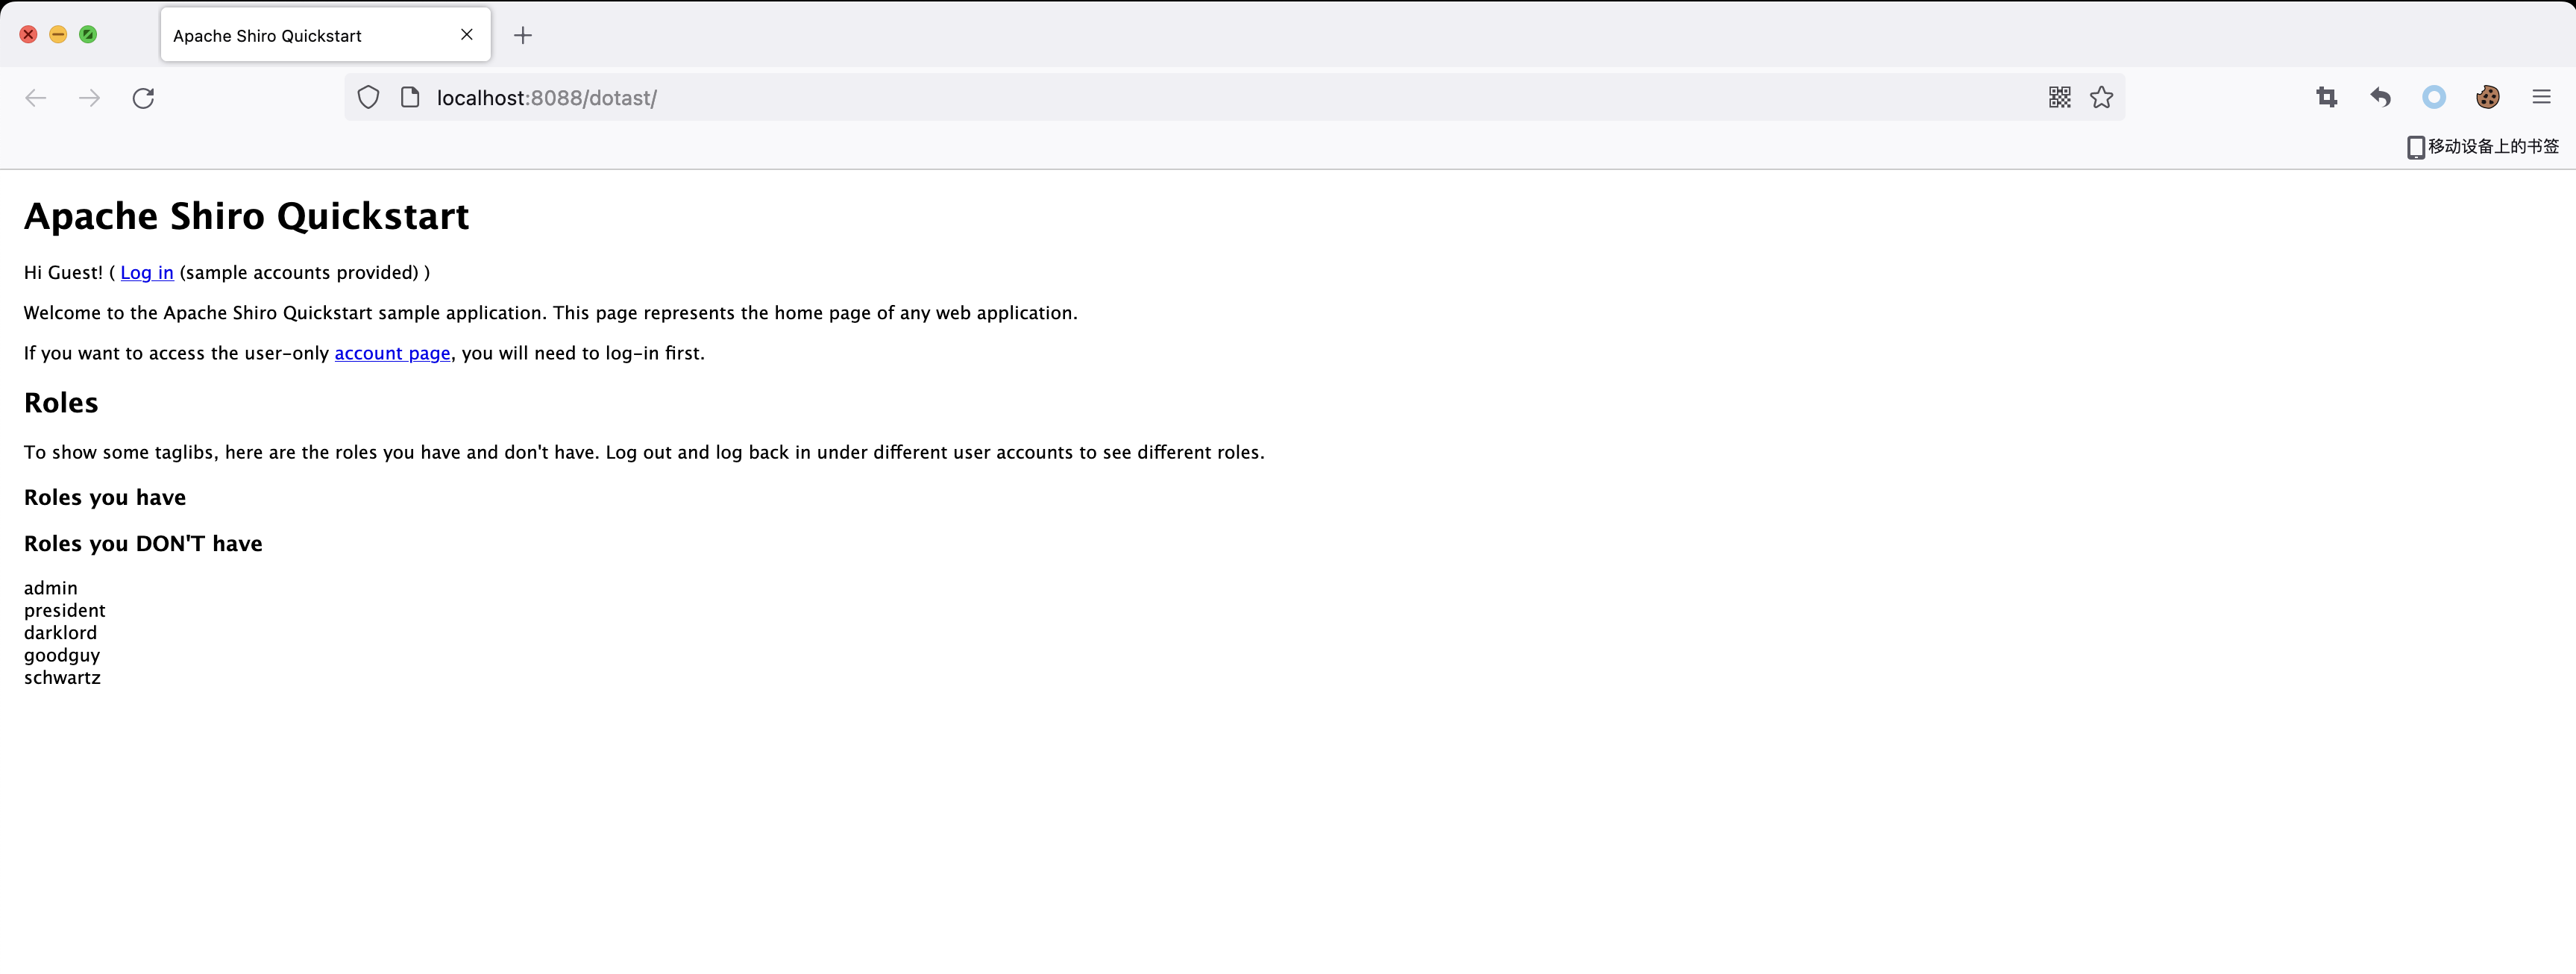 Apache Shiro Quickstart
localhost:8088/dotast/
移动设备上的书签
Apache Shiro Quickstart
Hi Guest! ( Log in (sample accounts provided) )
Welcome to the Apache Shiro Quickstart sample application. This page represents the home page of any web application.
If you want to access the user-only account page, you will need to log-in first.
Roles
To show some taglibs, here are the roles you have and don't have. Log out and log back in under different user accounts to see different roles.
Roles you have
Roles you DON'T have
admin
president
darklord
goodguy
schwartz